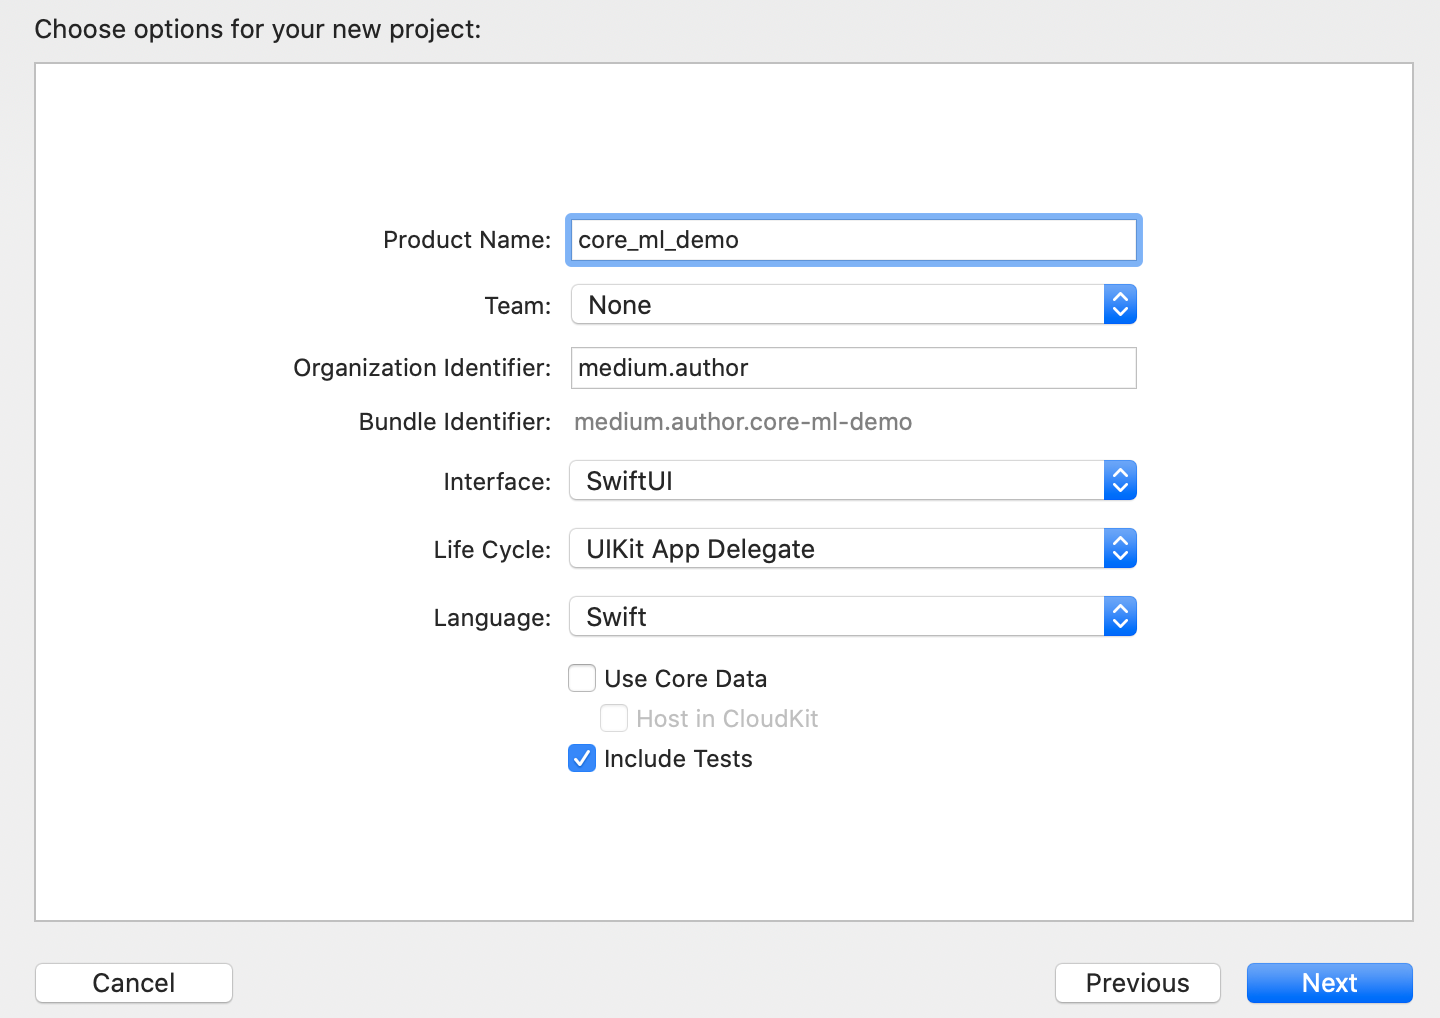 Choose options for your new project:
Product Name: core_ml_demo
Team: None
Organization Identifier: medium.author
Bundle Identifier: medium.author.core-ml-demo
Interface: SwiftUI
Life Cycle: UIKit App Delegate
Language: Swift
Use Core Data
Host in CloudKit
Include Tests
Cancel Previous Next